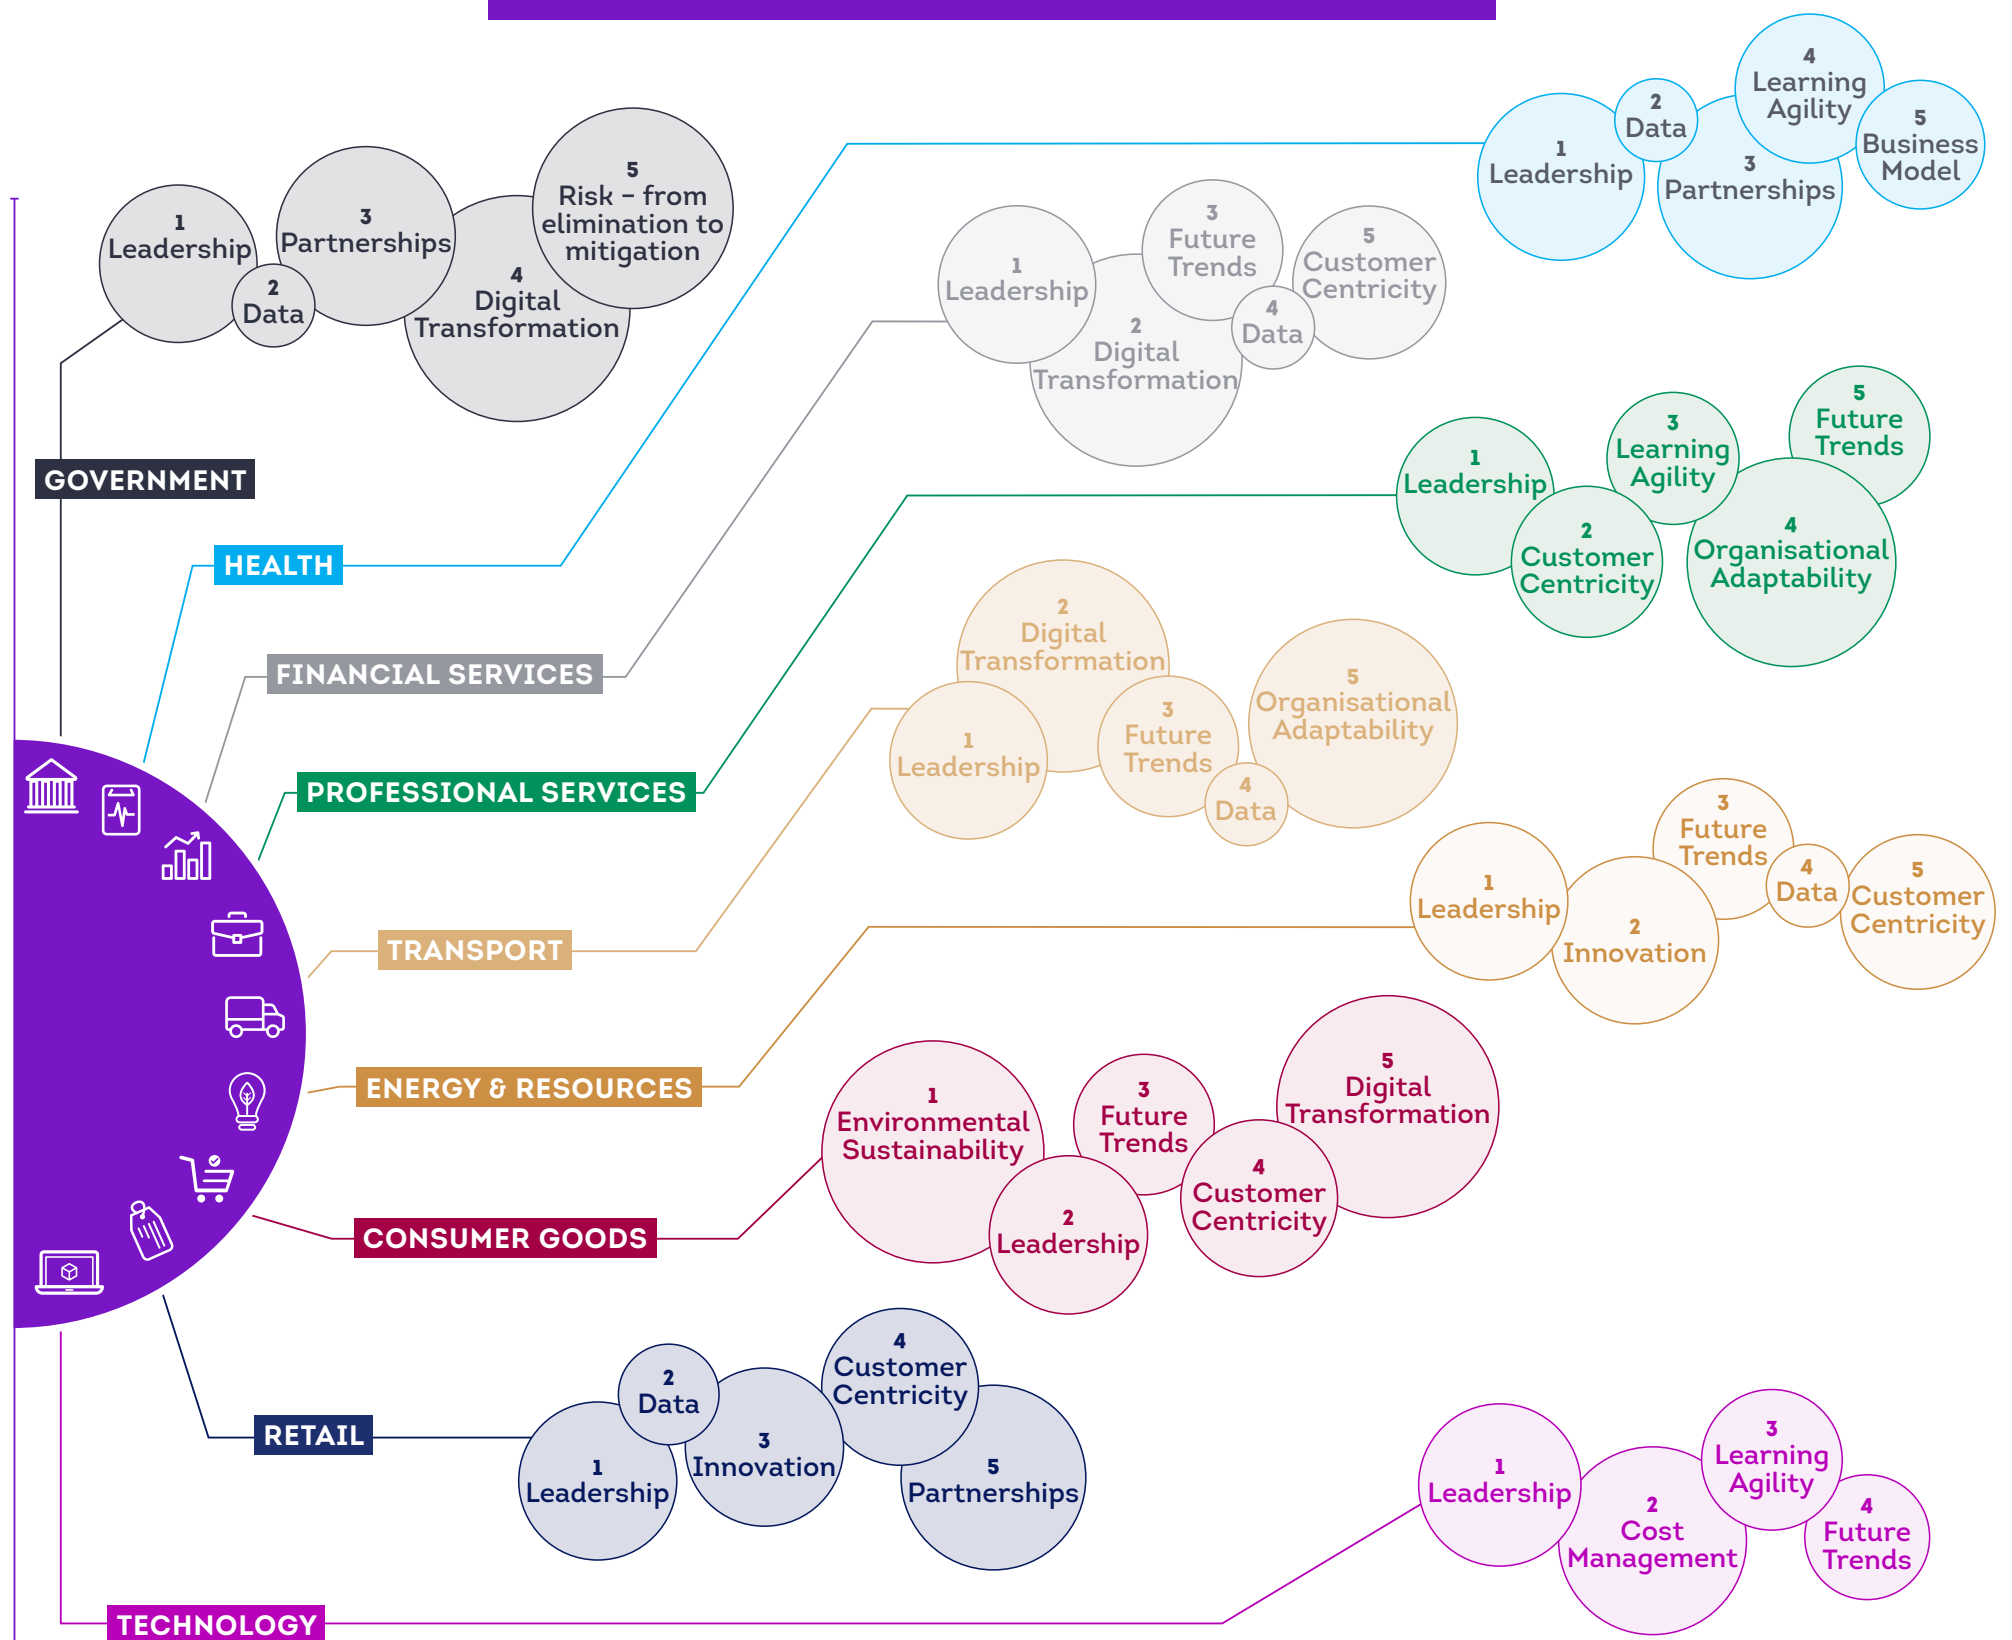 GOVERNMENT
1
Leadership
2
Data
3
Partnerships
4
Digital
Transformation
5
Risk – from
elimination to
mitigation
HEALTH
1
Leadership
2
Data
3
Partnerships
4
Learning
Agility
5
Business
Model
FINANCIAL SERVICES
1
Leadership
2
Digital
Transformation
3
Future
Trends
4
Data
5
Customer
Centricity
PROFESSIONAL SERVICES
1
Leadership
2
Customer
Centricity
3
Learning
Agility
4
Organisational
Adaptability
5
Future
Trends
TRANSPORT
1
Leadership
2
Digital
Transformation
3
Future
Trends
4
Data
5
Organisational
Adaptability
ENERGY & RESOURCES
1
Leadership
2
Innovation
3
Future
Trends
4
Data
5
Customer
Centricity
CONSUMER GOODS
1
Environmental
Sustainability
2
Leadership
3
Future
Trends
4
Customer
Centricity
5
Digital
Transformation
RETAIL
1
Leadership
2
Data
3
Innovation
4
Customer
Centricity
5
Partnerships
TECHNOLOGY
1
Leadership
2
Cost
Management
3
Learning
Agility
4
Future
Trends